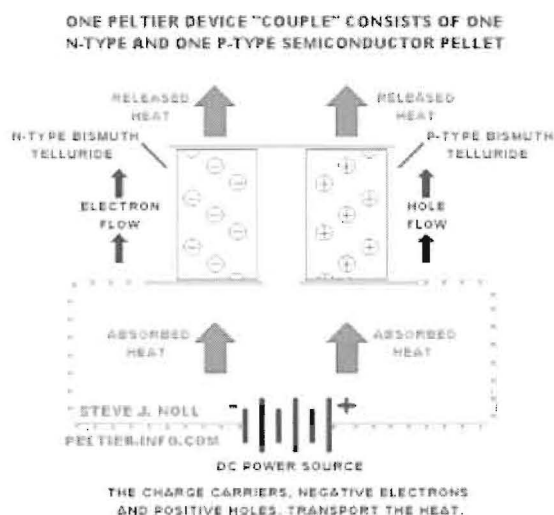 ONE PELTIER DEVICE "COUPLE" CONSISTS OF ONE
N-TYPE AND ONE P-TYPE SEMICONDUCTOR PELLET
RELEASED
HEAT
RELEASED
HEAT
N-TYPE BISMUTH
TELLURIDE
P-TYPE BISMUTH
TELLURIDE
ELECTRON
FLOW
HOLE
FLOW
ABSORBED
HEAT
ABSORBED
HEAT
STEVE J. NOLL
PELTIER-INFO.COM
- +
DC POWER SOURCE
THE CHARGE CARRIERS, NEGATIVE ELECTRONS
AND POSITIVE HOLES, TRANSPORT THE HEAT.